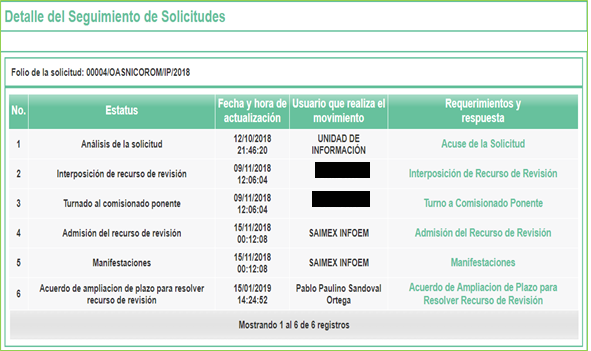 Detalle del Seguimiento de Solicitudes
Folio de la solicitud: 00004/OASNICOROM/IP/2018
No. Estatus Fecha y hora de actualización Usuario que realiza el movimiento Requerimientos y respuesta
1 Análisis de la solicitud 12/10/2018 21:46:20 UNIDAD DE INFORMACIÓN Acuse de la Solicitud
2 Interposición de recurso de revisión 09/11/2018 12:06:04 Interposición de Recurso de Revisión
3 Turnado al comisionado ponente 09/11/2018 12:06:04 Turno a Comisionado Ponente
4 Admisión del recurso de revisión 15/11/2018 00:12:08 SAIMEX INFOEM Admisión del Recurso de Revisión
5 Manifestaciones 15/11/2018 00:12:08 SAIMEX INFOEM Manifestaciones
6 Acuerdo de ampliacion de plazo para resolver recurso de revisión 15/01/2019 14:24:52 Pablo Paulino Sandoval Ortega Acuerdo de Ampliacion de Plazo para Resolver Recurso de Revisión
Mostrando 1 al 6 de 6 registros